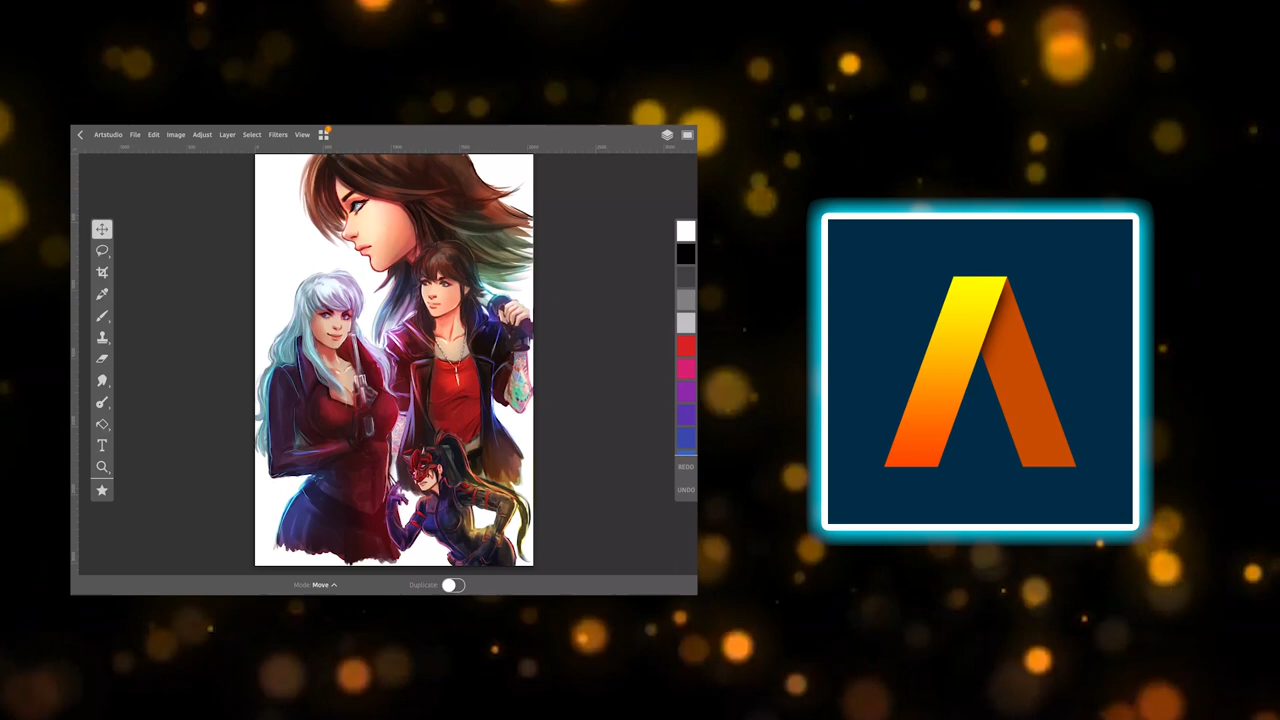 Artstudio File Edit Image Adjust Layer Select Filters View
T
REDO
UNDO
Mode: Move Duplicate: